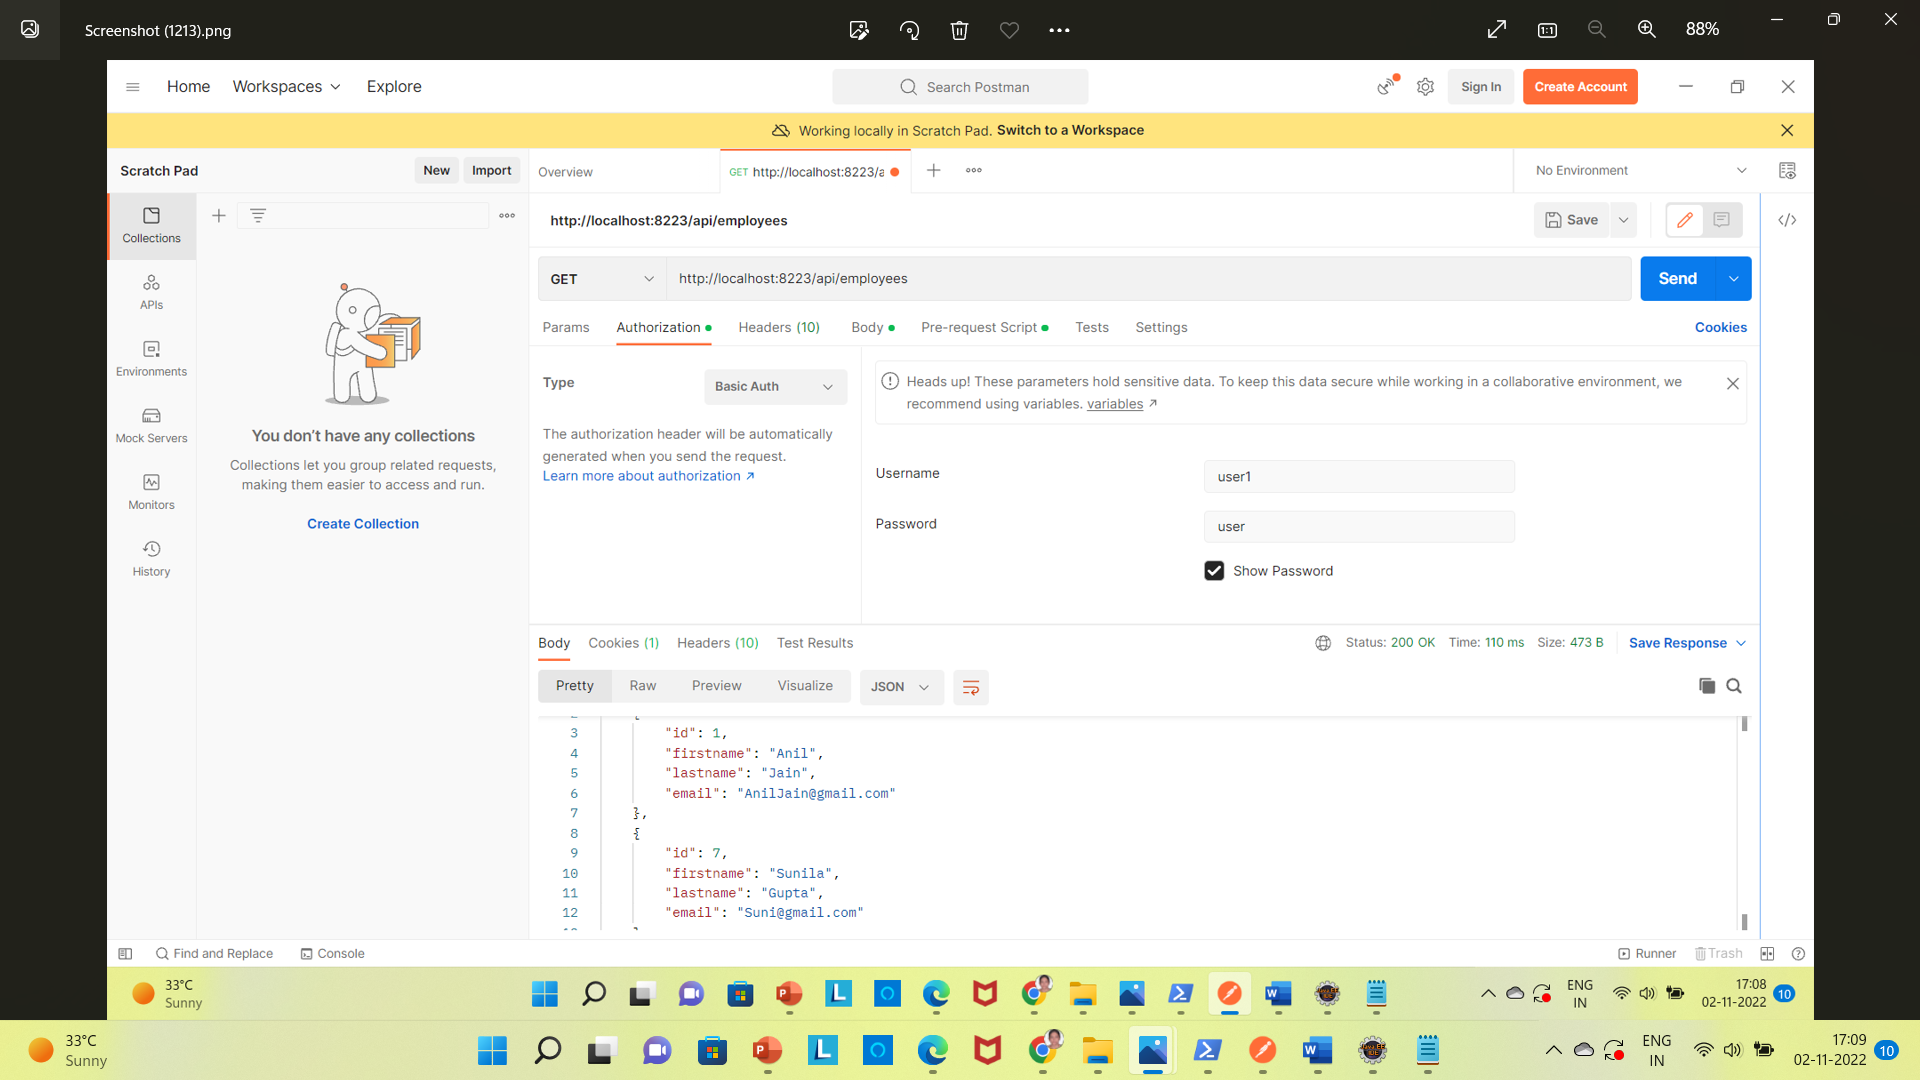 Screenshot (1213).png
88%
Home Workspaces Explore
Search Postman
Sign In Create Account
Working locally in Scratch Pad. Switch to a Workspace
Scratch Pad New Import
Overview GET http://localhost:8223/a
No Environment
Collections
APIs
Environments
Mock Servers
Monitors
History
You don't have any collections
Collections let you group related requests,
making them easier to access and run.
Create Collection
http://localhost:8223/api/employees
Save
GET http://localhost:8223/api/employees Send
Params Authorization Headers (10) Body Pre-request Script Tests Settings Cookies
Type Basic Auth
The authorization header will be automatically
generated when you send the request.
Learn more about authorization ↗
Heads up! These parameters hold sensitive data. To keep this data secure while working in a collaborative environment, we
recommend using variables. variables ↗
Username user1
Password user
Show Password
Body Cookies (1) Headers (10) Test Results
Status: 200 OK Time: 110 ms Size: 473 B Save Response
Pretty Raw Preview Visualize JSON
3 "id": 1,
4 "firstname": "Anil",
5 "lastname": "Jain",
6 "email": "AnilJain@gmail.com"
7 },
8 {
9 "id": 7,
10 "firstname": "Sunila",
11 "lastname": "Gupta",
12 "email": "Suni@gmail.com"
Find and Replace Console
Runner Trash
33°C
Sunny
ENG
IN
17:08
02-11-2022
10
33°C
Sunny
ENG
IN
17:09
02-11-2022
10